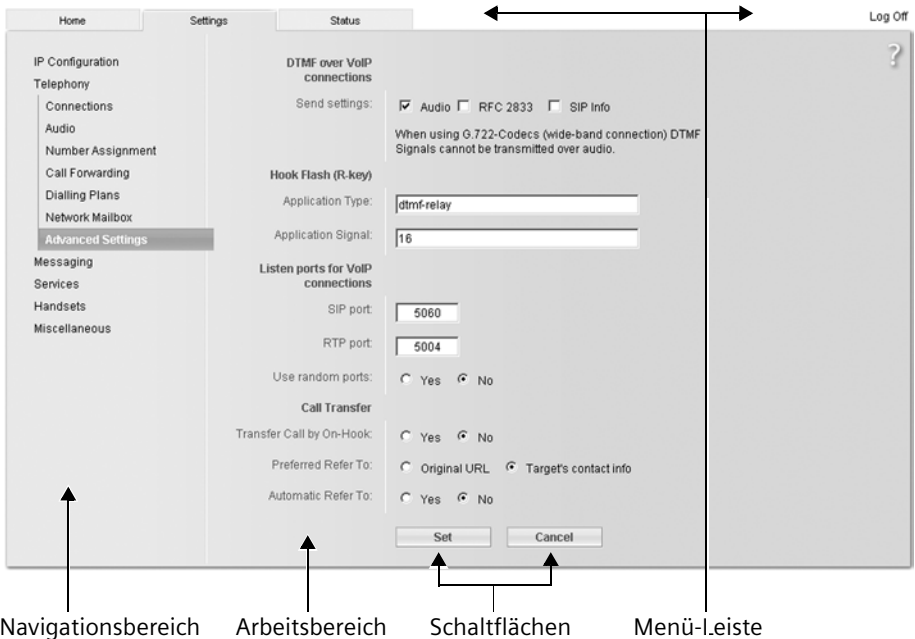 Home Settings Status Log Off
?
IP Configuration
Telephony
Connections
Audio
Number Assignment
Call Forwarding
Dialling Plans
Network Mailbox
Advanced Settings
Messaging
Services
Handsets
Miscellaneous
DTMF over VoIP
connections
Send settings: Audio RFC 2833 SIP Info
When using G.722-Codecs (wide-band connection) DTMF
Signals cannot be transmitted over audio.
Hook Flash (R-key)
Application Type: dtmf-relay
Application Signal: 16
Listen ports for VoIP
connections
SIP port: 5060
RTP port: 5004
Use random ports: Yes No
Call Transfer
Transfer Call by On-Hook: Yes No
Preferred Refer To: Original URL Target's contact info
Automatic Refer To: Yes No
Set Cancel
Navigationsbereich Arbeitsbereich Schaltflächen Menü-Leiste